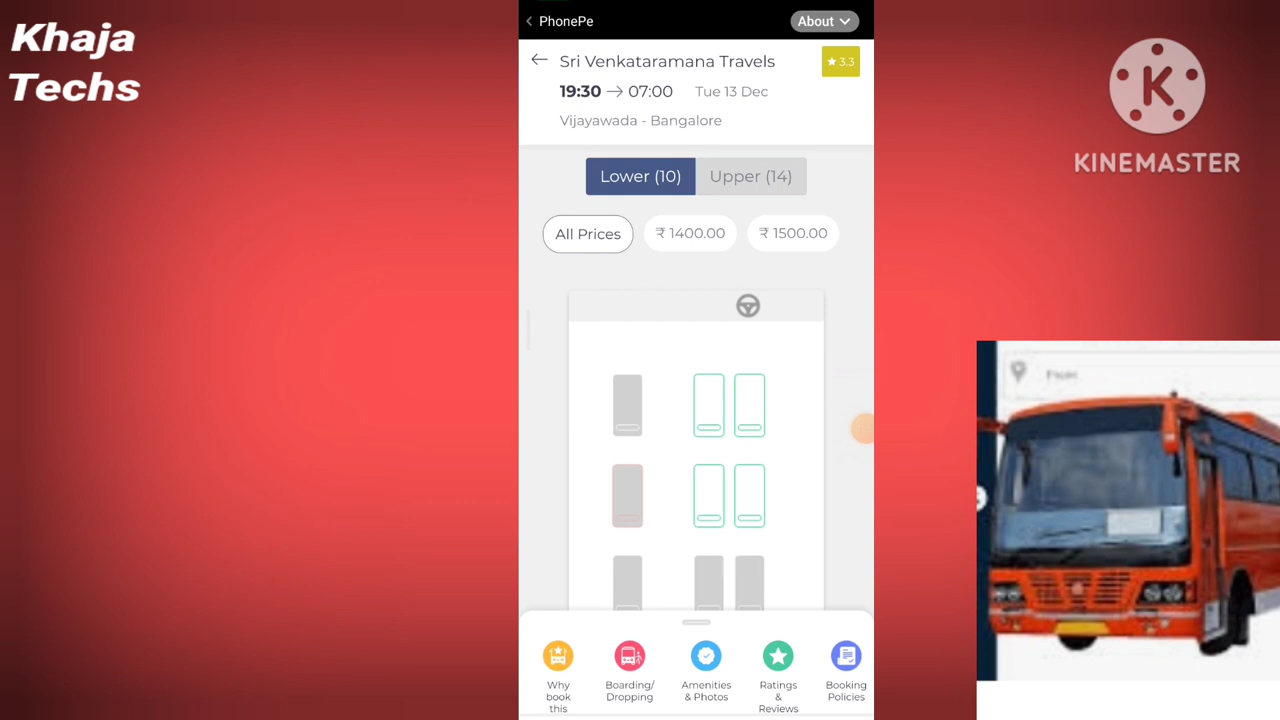 Khaja
Techs
PhonePe
About
Sri Venkataramana Travels
3.3
19:30 → 07:00 Tue 13 Dec
Vijayawada - Bangalore
Lower (10)
Upper (14)
All Prices
₹ 1400.00
₹ 1500.00
Why
book
this
Boarding/
Dropping
Amenities
& Photos
Ratings
&
Reviews
Booking
Policies
K
KINEMASTER